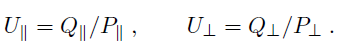 U∥ = Q∥/P∥ , U⊥ = Q⊥/P⊥ .